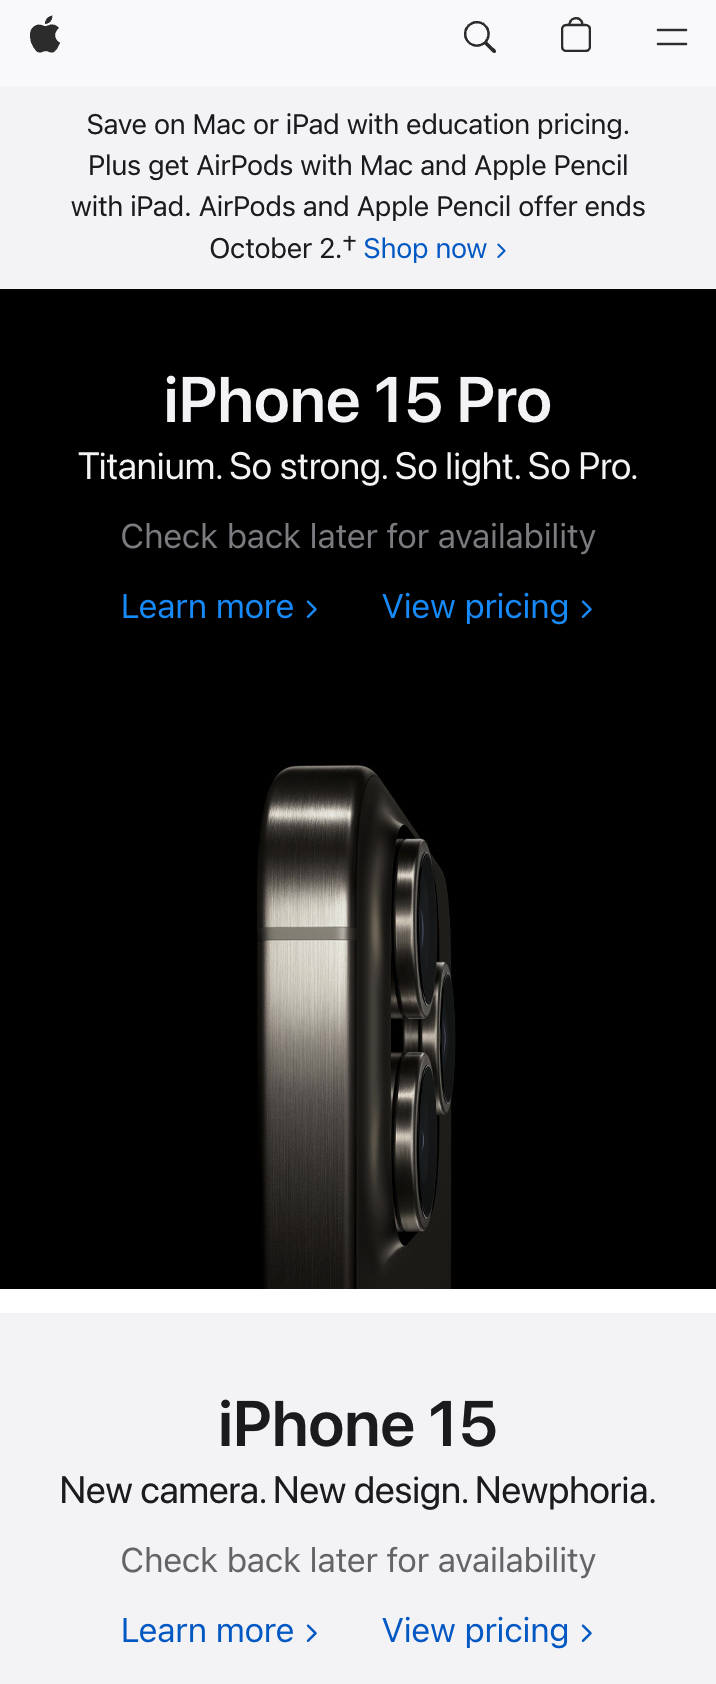 Save on Mac or iPad with education pricing.
Plus get AirPods with Mac and Apple Pencil
with iPad. AirPods and Apple Pencil offer ends
October 2.† Shop now >
iPhone 15 Pro
Titanium. So strong. So light. So Pro.
Check back later for availability
Learn more > View pricing >
iPhone 15
New camera. New design. Newphoria.
Check back later for availability
Learn more > View pricing >